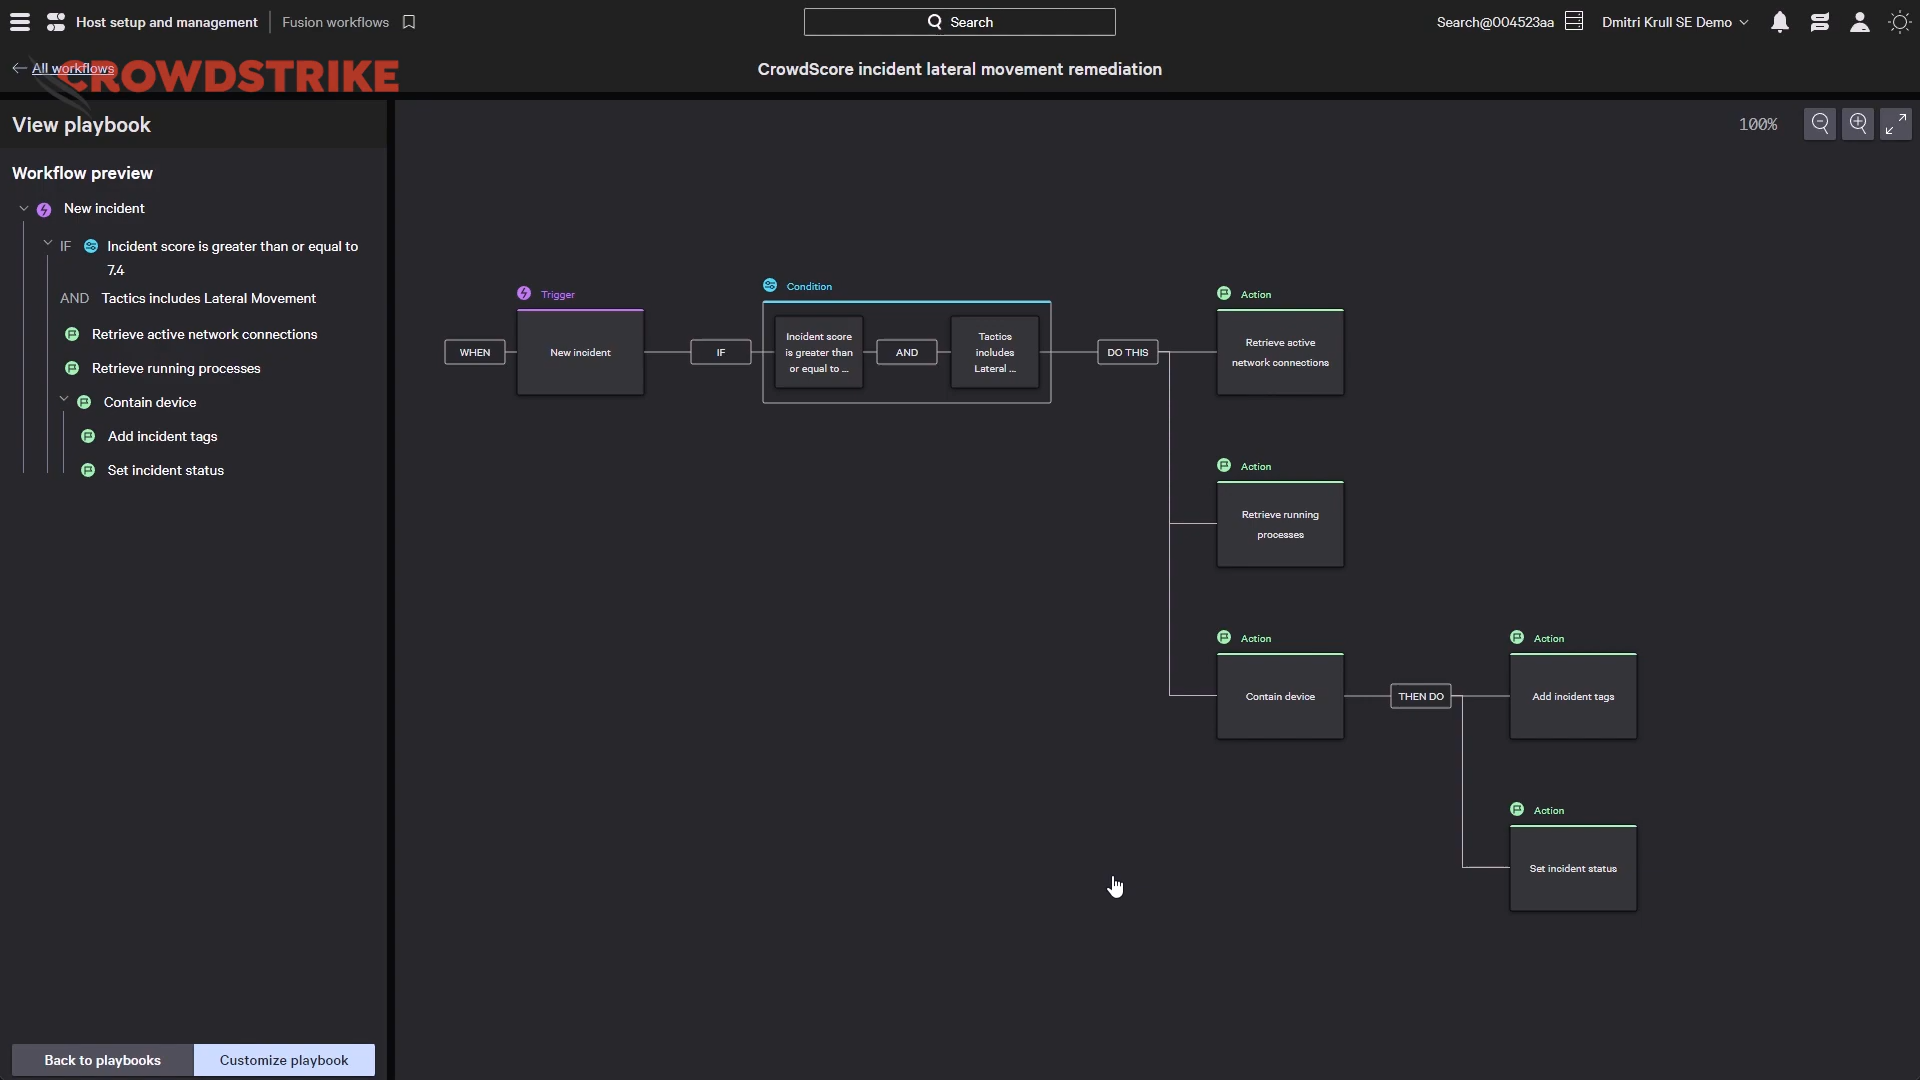 Host setup and management
Fusion workflows
Search
Search@004523aa
Dmitri Krull SE Demo
All workflows
CROWDSTRIKE
CrowdScore incident lateral movement remediation
View playbook
100%
Workflow preview
New incident
IF Incident score is greater than or equal to
7.4
AND Tactics includes Lateral Movement
Retrieve active network connections
Retrieve running processes
Contain device
Add incident tags
Set incident status
WHEN
Trigger
New incident
IF
Condition
Incident score
is greater than
or equal to ...
AND
Tactics
includes
Lateral ...
DO THIS
Action
Retrieve active
network connections
Action
Retrieve running
processes
Action
Contain device
THEN DO
Action
Add incident tags
Action
Set incident status
Back to playbooks
Customize playbook